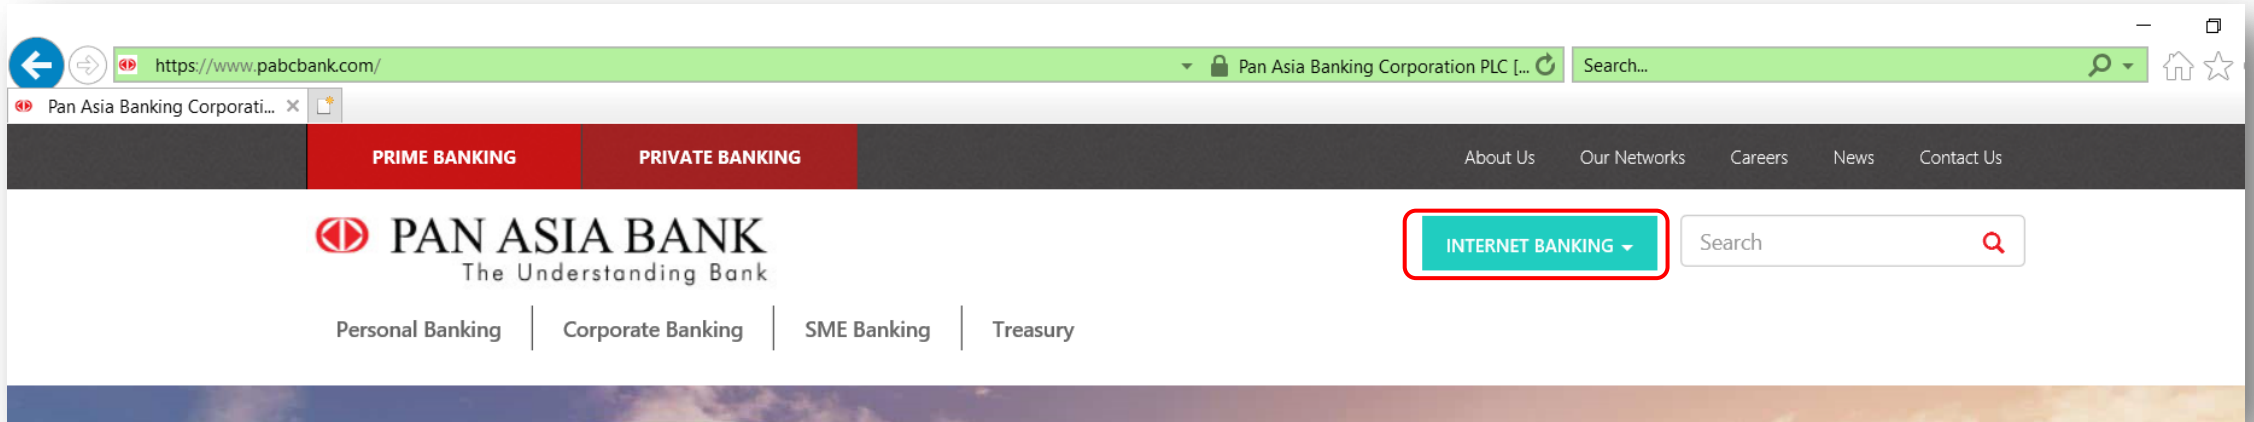 https://www.pabcbank.com/
Pan Asia Banking Corporation PLC [...
Search...
Pan Asia Banking Corporati...
PRIME BANKING
PRIVATE BANKING
About Us
Our Networks
Careers
News
Contact Us
PAN ASIA BANK
The Understanding Bank
INTERNET BANKING
Search
Personal Banking
Corporate Banking
SME Banking
Treasury